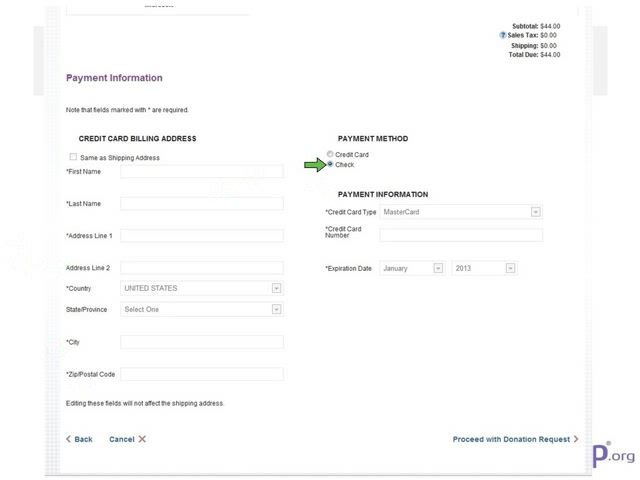 Subtotal: $44.00
? Sales Tax: $0.00
Shipping: $0.00
Total Due: $44.00
Payment Information
Note that fields marked with * are required.
CREDIT CARD BILLING ADDRESS
Same as Shipping Address
*First Name
*Last Name
*Address Line 1
Address Line 2
*Country UNITED STATES
State/Province Select One
*City
*Zip/Postal Code
Editing these fields will not affect the shipping address.
PAYMENT METHOD
Credit Card
Check
PAYMENT INFORMATION
*Credit Card Type MasterCard
*Credit Card
Number
*Expiration Date January 2013
Back Cancel
Proceed with Donation Request
p®.org